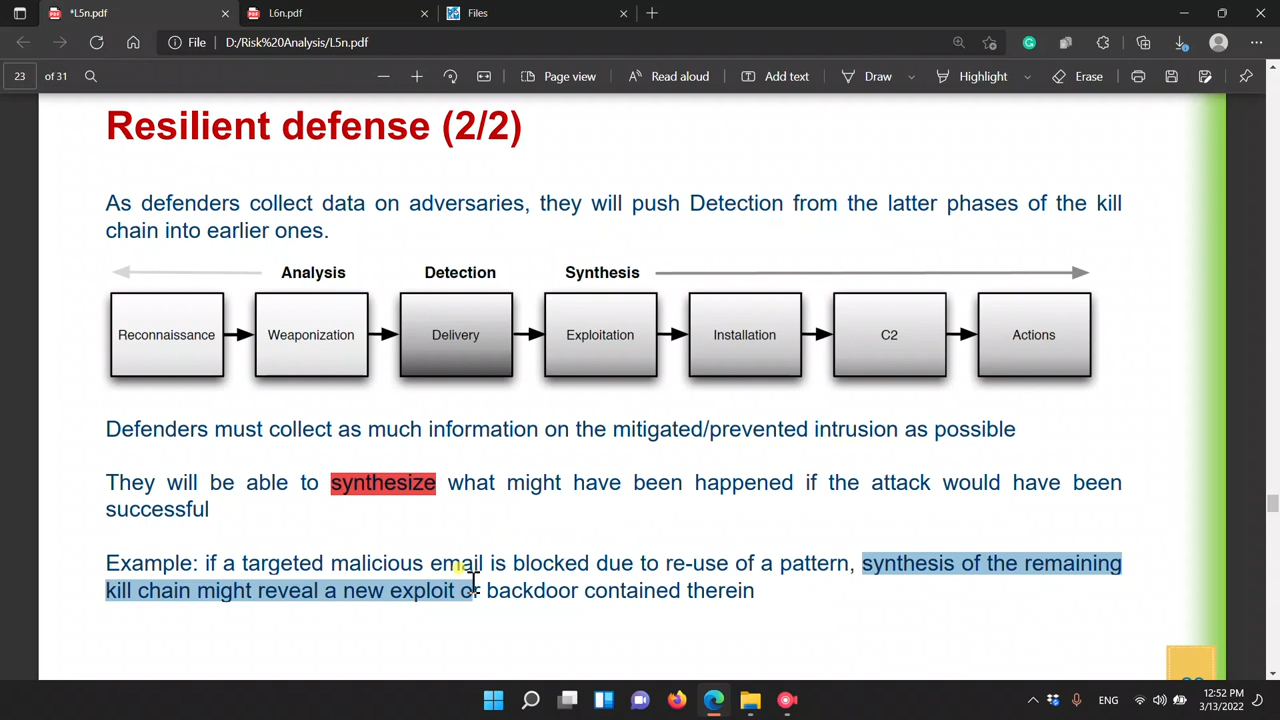 *L5n.pdf
L6n.pdf
Files
File
D:/Risk%20Analysis/L5n.pdf
23
of 31
Page view
Read aloud
Add text
Draw
Highlight
Erase
Resilient defense (2/2)
As defenders collect data on adversaries, they will push Detection from the latter phases of the kill
chain into earlier ones.
Analysis
Detection
Synthesis
Reconnaissance
Weaponization
Delivery
Exploitation
Installation
C2
Actions
Defenders must collect as much information on the mitigated/prevented intrusion as possible
They will be able to synthesize what might have been happened if the attack would have been
successful
Example: if a targeted malicious email is blocked due to re-use of a pattern, synthesis of the remaining
kill chain might reveal a new exploit or backdoor contained therein
ENG
12:52 PM
3/13/2022